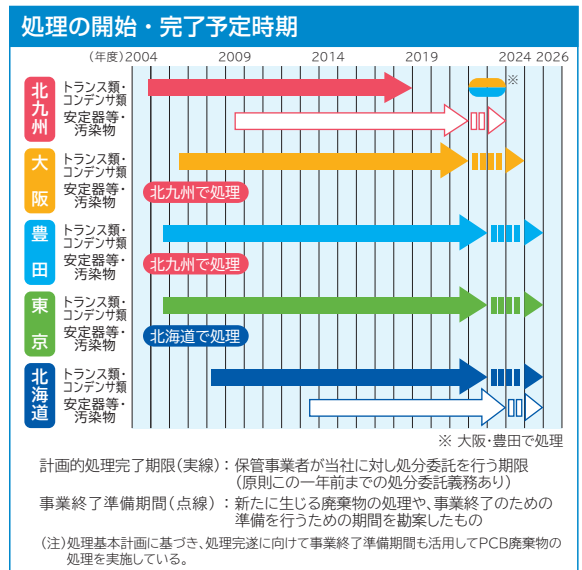 処理の開始・完了予定時期
(年度) 2004 2009 2014 2019 2024 2026
北九州
トランス類・
コンデンサ類
※
安定器等・
汚染物
大阪
トランス類・
コンデンサ類
安定器等・
汚染物
北九州で処理
豊田
トランス類・
コンデンサ類
安定器等・
汚染物
北九州で処理
東京
トランス類・
コンデンサ類
安定器等・
汚染物
北海道で処理
北海道
トランス類・
コンデンサ類
安定器等・
汚染物
※ 大阪・豊田で処理
計画的処理完了期限(実線)：保管事業者が当社に対し処分委託を行う期限
(原則この一年前までの処分委託義務あり)
事業終了準備期間(点線)：新たに生じる廃棄物の処理や、事業終了のための
準備を行うための期間を勘案したもの
(注)処理基本計画に基づき、処理完遂に向けて事業終了準備期間も活用してPCB廃棄物の
処理を実施している。